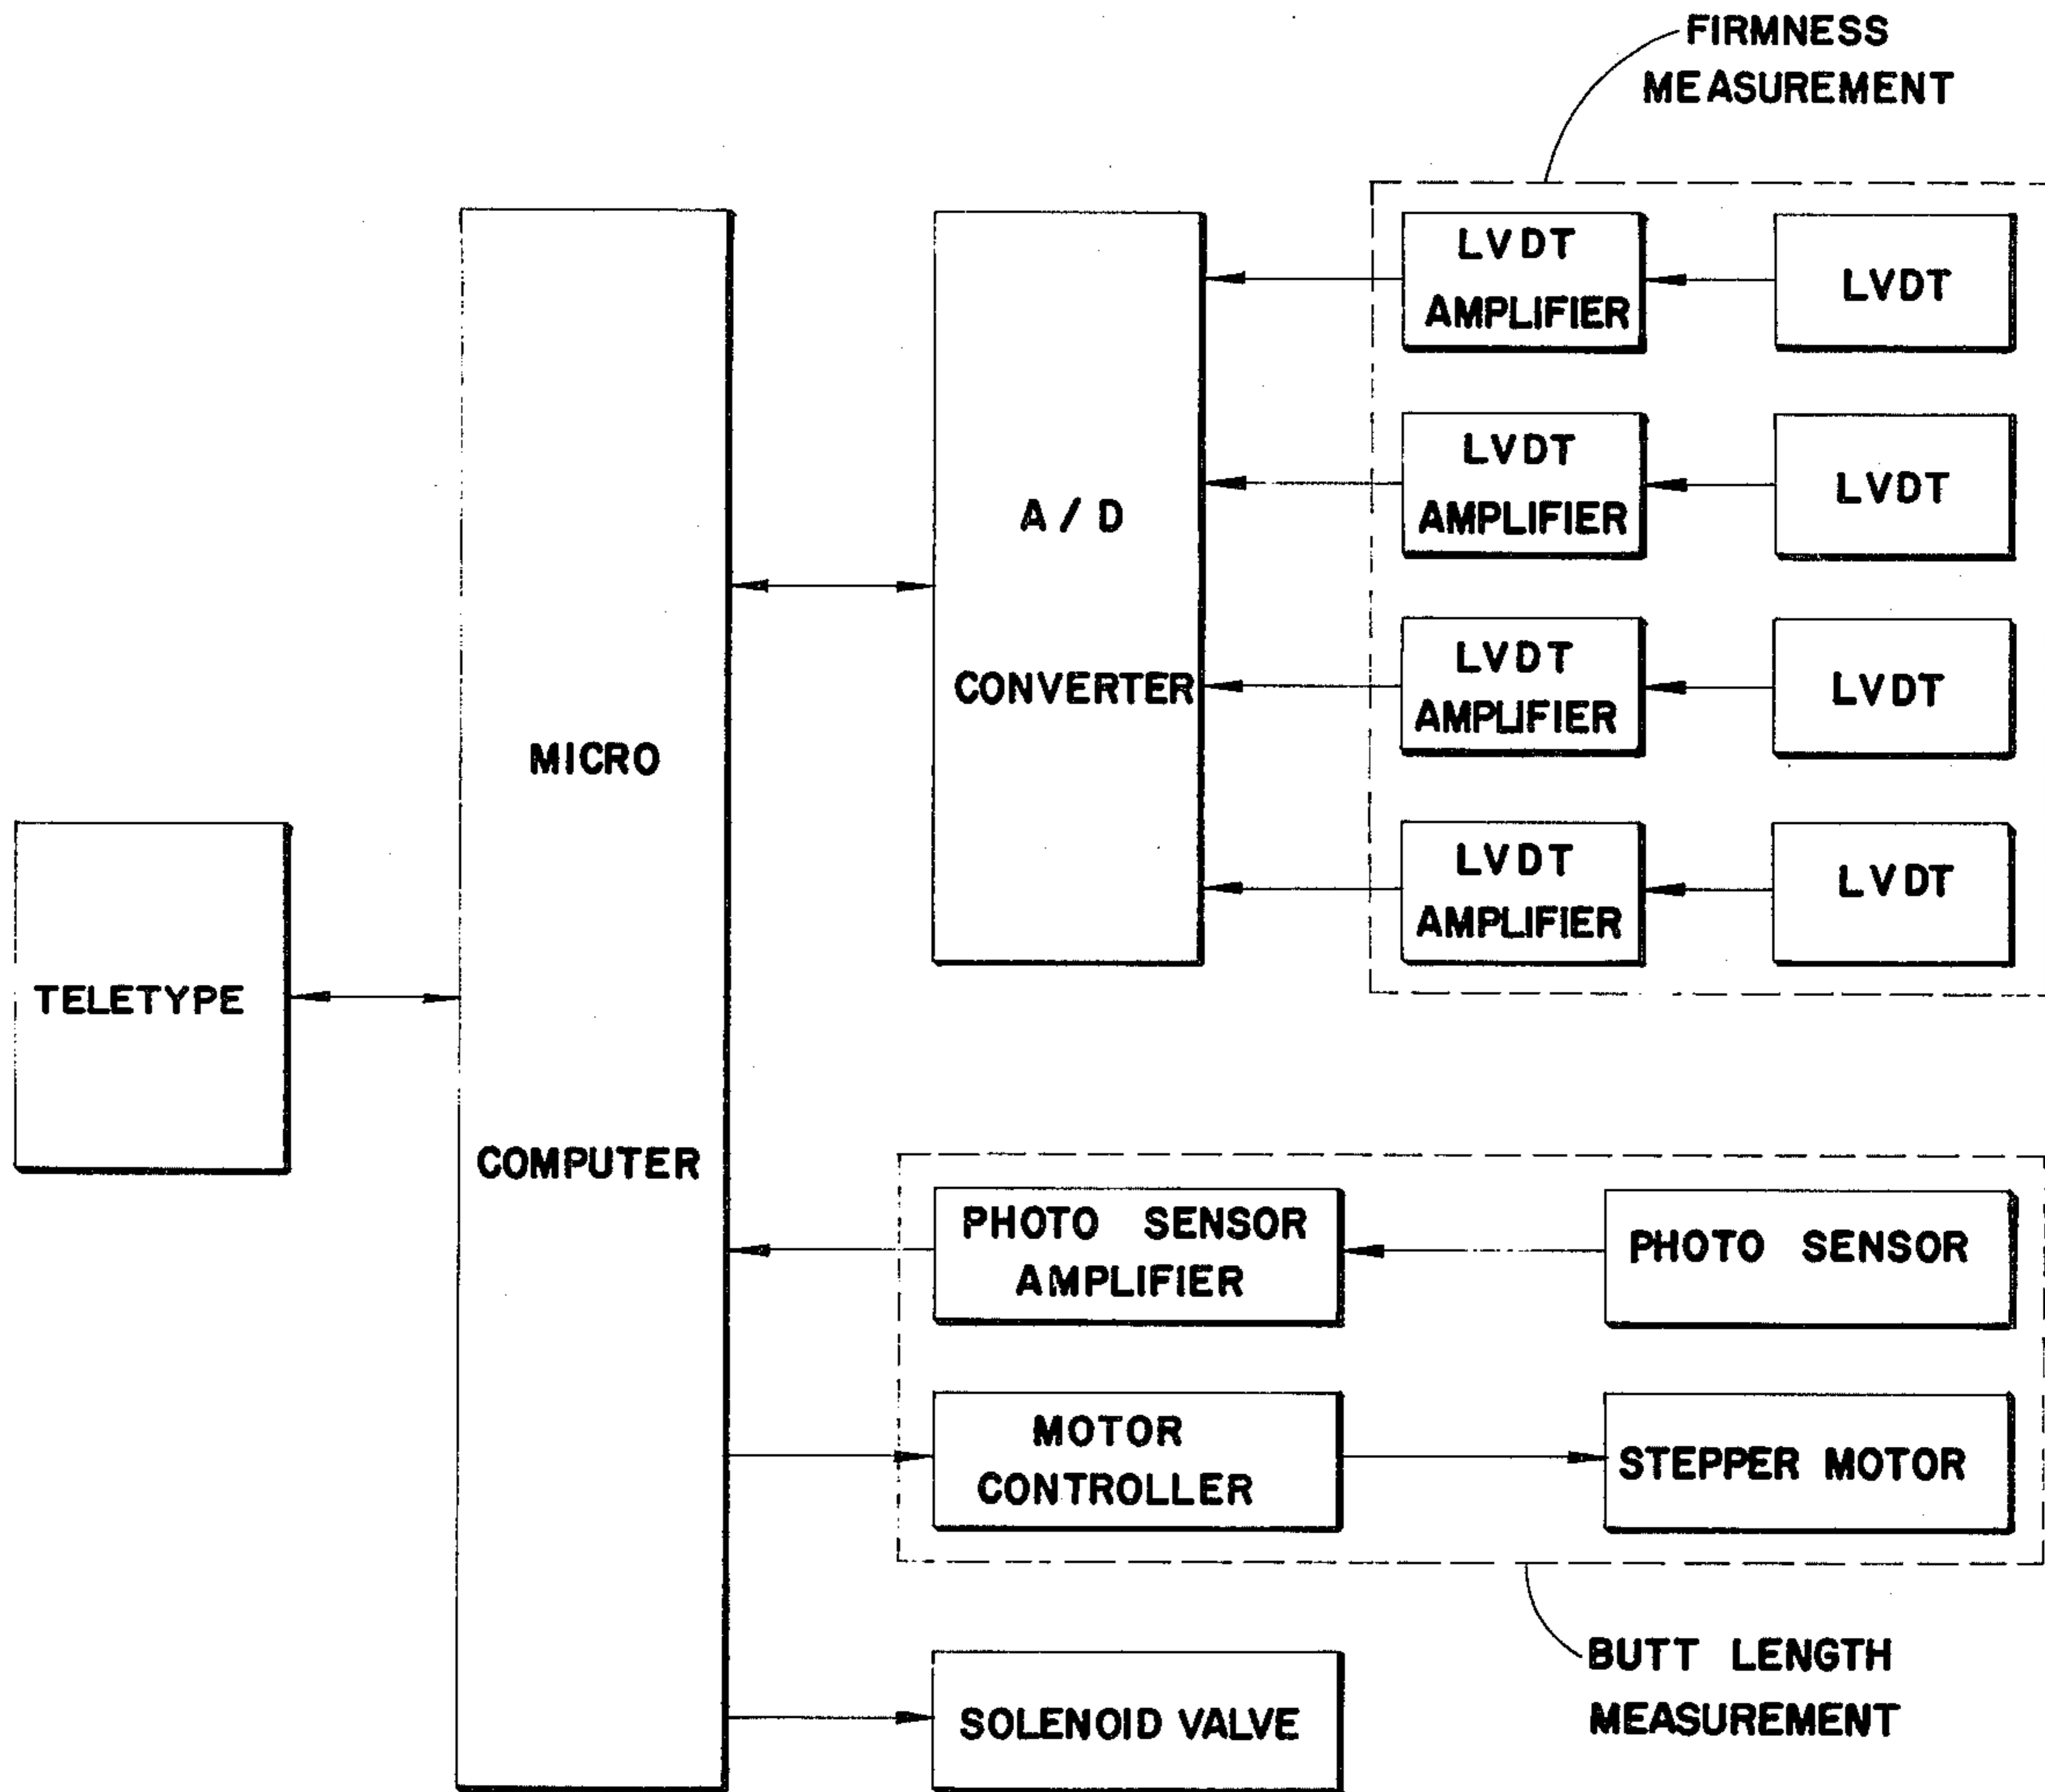 FIRMNESS
MEASUREMENT
LVDT
AMPLIFIER
LVDT
LVDT
AMPLIFIER
LVDT
A / D
CONVERTER
LVDT
AMPLIFIER
LVDT
LVDT
AMPLIFIER
LVDT
MICRO
COMPUTER
TELETYPE
PHOTO SENSOR
AMPLIFIER
PHOTO SENSOR
MOTOR
CONTROLLER
STEPPER MOTOR
BUTT LENGTH
MEASUREMENT
SOLENOID VALVE